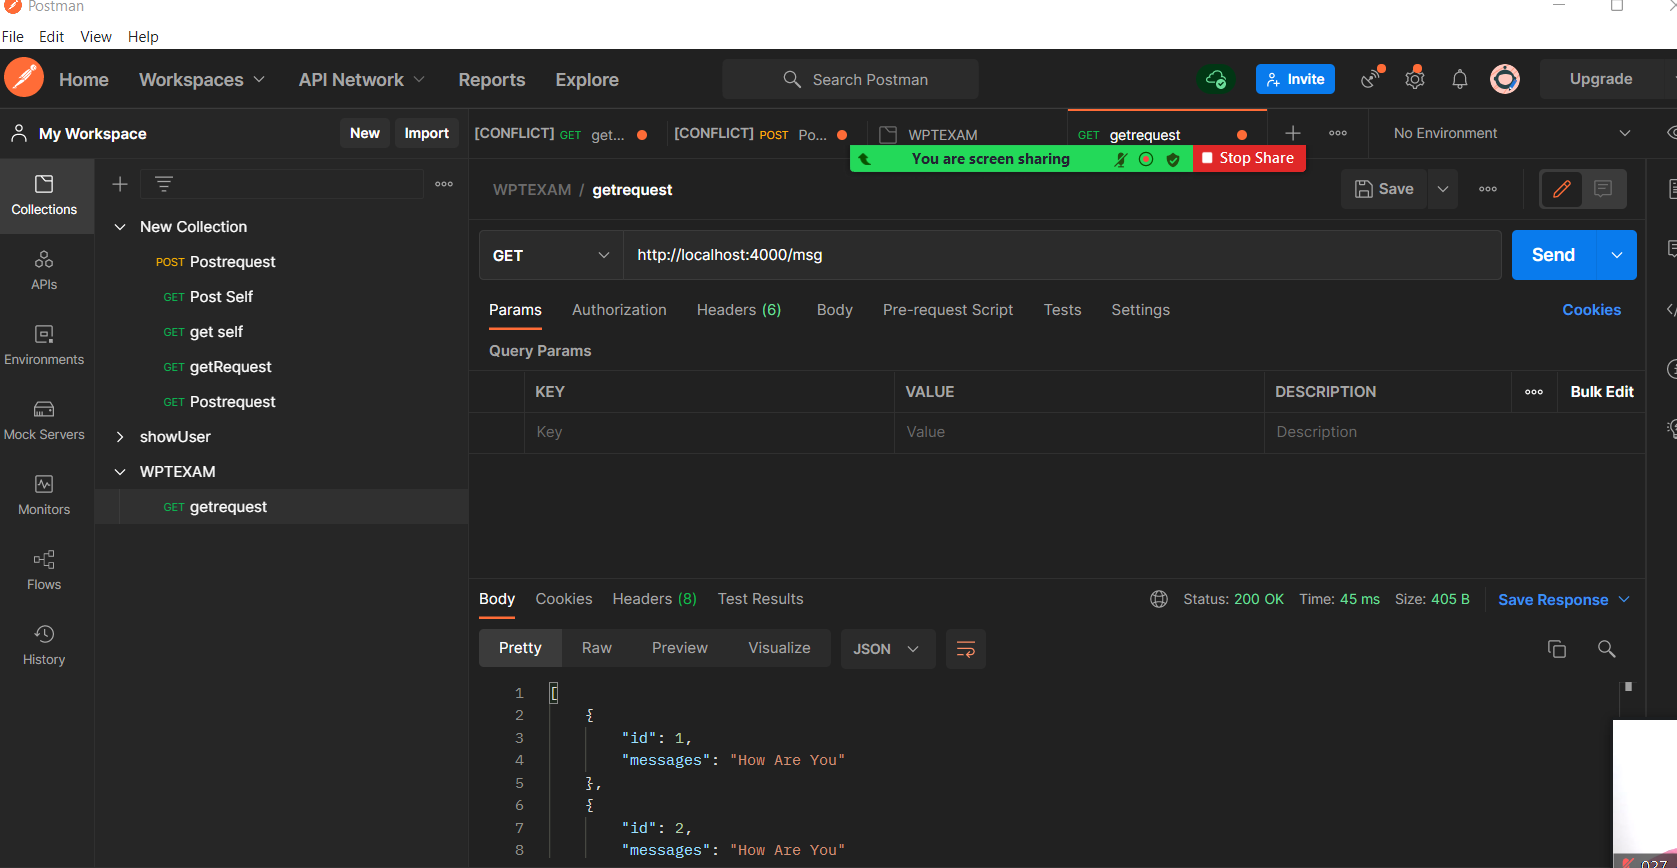 Postman
File Edit View Help
Home Workspaces API Network Reports Explore Search Postman Invite Upgrade
My Workspace New Import [CONFLICT] GET get... [CONFLICT] POST Po... WPTEXAM GET getrequest No Environment
You are screen sharing Stop Share
WPTEXAM / getrequest Save
Collections
APIs
Environments
Mock Servers
Monitors
Flows
History
New Collection
POST Postrequest
GET Post Self
GET get self
GET getRequest
GET Postrequest
showUser
WPTEXAM
GET getrequest
GET http://localhost:4000/msg Send
Params Authorization Headers (6) Body Pre-request Script Tests Settings Cookies
Query Params
KEY VALUE DESCRIPTION Bulk Edit
Key Value Description
Body Cookies Headers (8) Test Results Status: 200 OK Time: 45 ms Size: 405 B Save Response
Pretty Raw Preview Visualize JSON
1 [
2 {
3 "id": 1,
4 "messages": "How Are You"
5 },
6 {
7 "id": 2,
8 "messages": "How Are You"
027